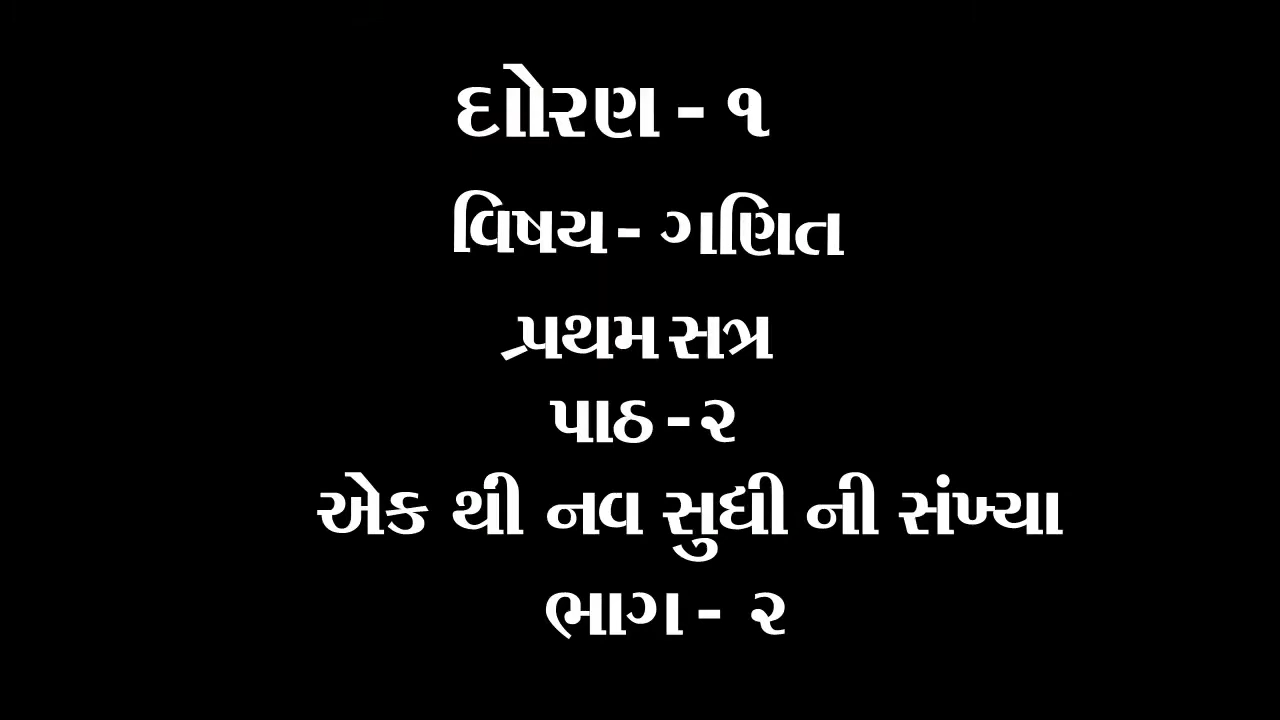 ધોરણ - ૧
વિષય - ગણિત
પ્રથમ સત્ર
પાઠ - ૨
એક થી નવ સુધી ની સંખ્યા
ભાગ - ૨